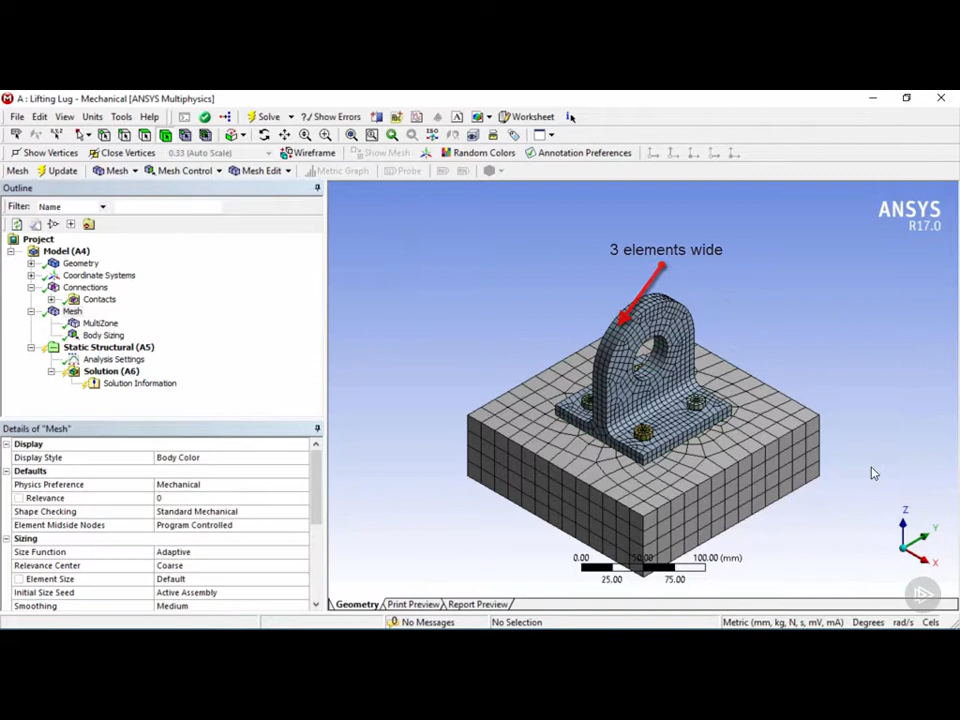 A : Lifting Lug - Mechanical [ANSYS Multiphysics]
File Edit View Units Tools Help Solve ?/ Show Errors A Worksheet i
Show Vertices Close Vertices 0.33 (Auto Scale) Wireframe Show Mesh Random Colors Annotation Preferences
Mesh Update Mesh Mesh Control Mesh Edit Metric Graph Probe
Outline
Filter: Name
Project
Model (A4)
Geometry
Coordinate Systems
Connections
Contacts
Mesh
MultiZone
Body Sizing
Static Structural (A5)
Analysis Settings
Solution (A6)
Solution Information
Details of "Mesh"
Display
Display Style Body Color
Defaults
Physics Preference Mechanical
Relevance 0
Shape Checking Standard Mechanical
Element Midside Nodes Program Controlled
Sizing
Size Function Adaptive
Relevance Center Coarse
Element Size Default
Initial Size Seed Active Assembly
Smoothing Medium
ANSYS
R17.0
3 elements wide
0.00 50.00 100.00 (mm)
25.00 75.00
Z
Y
X
Geometry Print Preview Report Preview
No Messages No Selection Metric (mm, kg, N, s, mV, mA) Degrees rad/s Cels